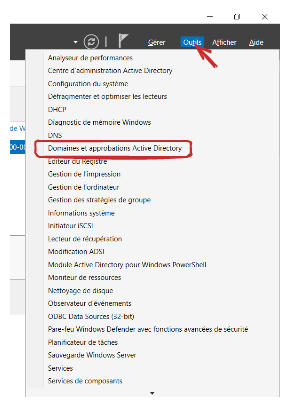 Gérer
Outils
Afficher
Aide
Analyseur de performances
Centre d'administration Active Directory
Configuration du système
Défragmenter et optimiser les lecteurs
DHCP
Diagnostic de mémoire Windows
DNS
de W
Domaines et approbations Active Directory
00-00
Éditeur du Registre
Gestion de l'impression
Gestion de l'ordinateur
Gestion des stratégies de groupe
Informations système
Initiateur iSCSI
Lecteur de récupération
Modification ADSI
Module Active Directory pour Windows PowerShell
Moniteur de ressources
Nettoyage de disque
Observateur d'événements
ODBC Data Sources (32-bit)
Pare-feu Windows Defender avec fonctions avancées de sécurité
Planificateur de tâches
Sauvegarde Windows Server
Services
Services de composants